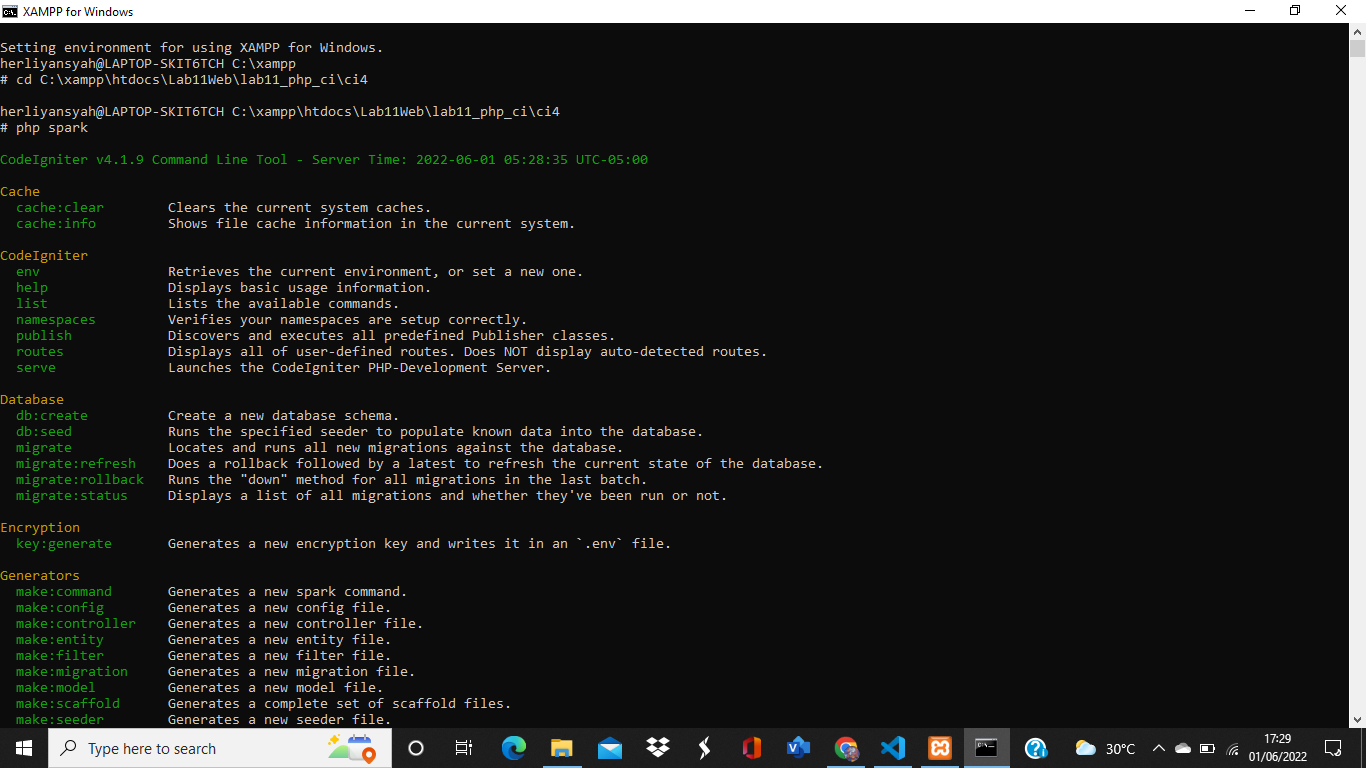 XAMPP for Windows
Setting environment for using XAMPP for Windows.
herliyansyah@LAPTOP-SKIT6TCH C:\xampp
# cd C:\xampp\htdocs\Lab11Web\lab11_php_ci\ci4
herliyansyah@LAPTOP-SKIT6TCH C:\xampp\htdocs\Lab11Web\lab11_php_ci\ci4
# php spark
CodeIgniter v4.1.9 Command Line Tool - Server Time: 2022-06-01 05:28:35 UTC-05:00
Cache
cache:clear Clears the current system caches.
cache:info Shows file cache information in the current system.
CodeIgniter
env Retrieves the current environment, or set a new one.
help Displays basic usage information.
list Lists the available commands.
namespaces Verifies your namespaces are setup correctly.
publish Discovers and executes all predefined Publisher classes.
routes Displays all of user-defined routes. Does NOT display auto-detected routes.
serve Launches the CodeIgniter PHP-Development Server.
Database
db:create Create a new database schema.
db:seed Runs the specified seeder to populate known data into the database.
migrate Locates and runs all new migrations against the database.
migrate:refresh Does a rollback followed by a latest to refresh the current state of the database.
migrate:rollback Runs the "down" method for all migrations in the last batch.
migrate:status Displays a list of all migrations and whether they've been run or not.
Encryption
key:generate Generates a new encryption key and writes it in an `.env` file.
Generators
make:command Generates a new spark command.
make:config Generates a new config file.
make:controller Generates a new controller file.
make:entity Generates a new entity file.
make:filter Generates a new filter file.
make:migration Generates a new migration file.
make:model Generates a new model file.
make:scaffold Generates a complete set of scaffold files.
make:seeder Generates a new seeder file.
Type here to search
30°C
17:29
01/06/2022